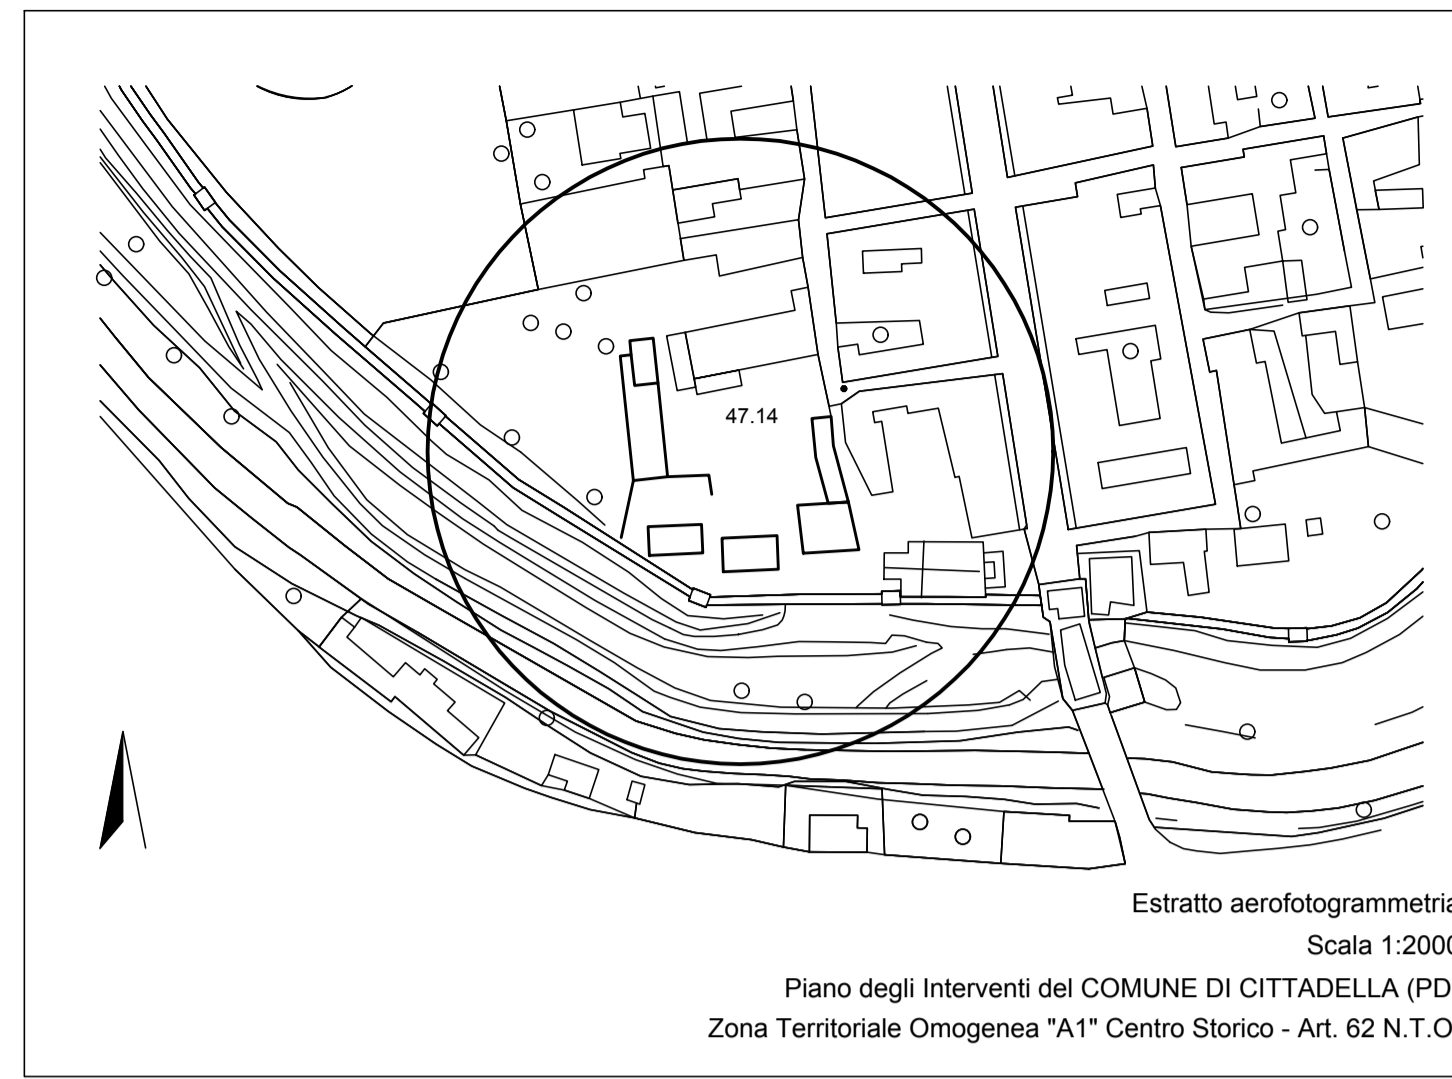 47.14
Estratto aerofotogrammetria
Scala 1:2000
Piano degli Interventi del COMUNE DI CITTADELLA (PD
Zona Territoriale Omogenea "A1" Centro Storico - Art. 62 N.T.O